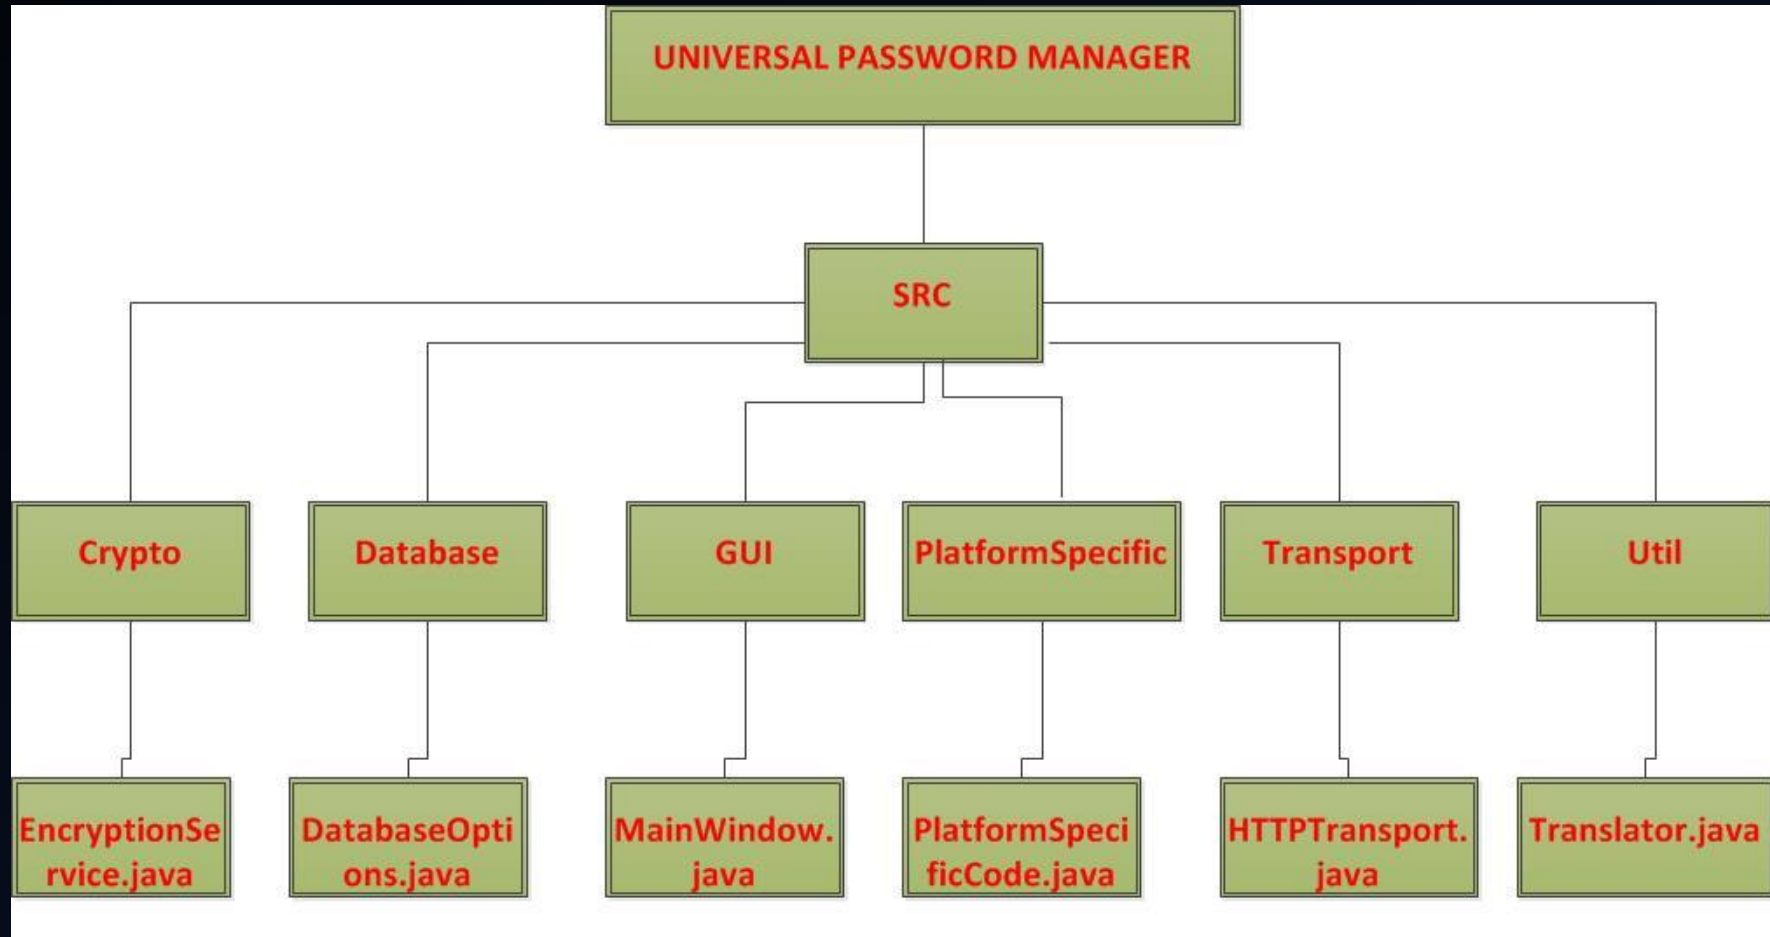 UNIVERSAL PASSWORD MANAGER
SRC
Crypto
Database
GUI
PlatformSpecific
Transport
Util
EncryptionSe
rvice.java
DatabaseOpti
ons.java
MainWindow.
java
PlatformSpeci
ficCode.java
HTTPTransport.
java
Translator.java